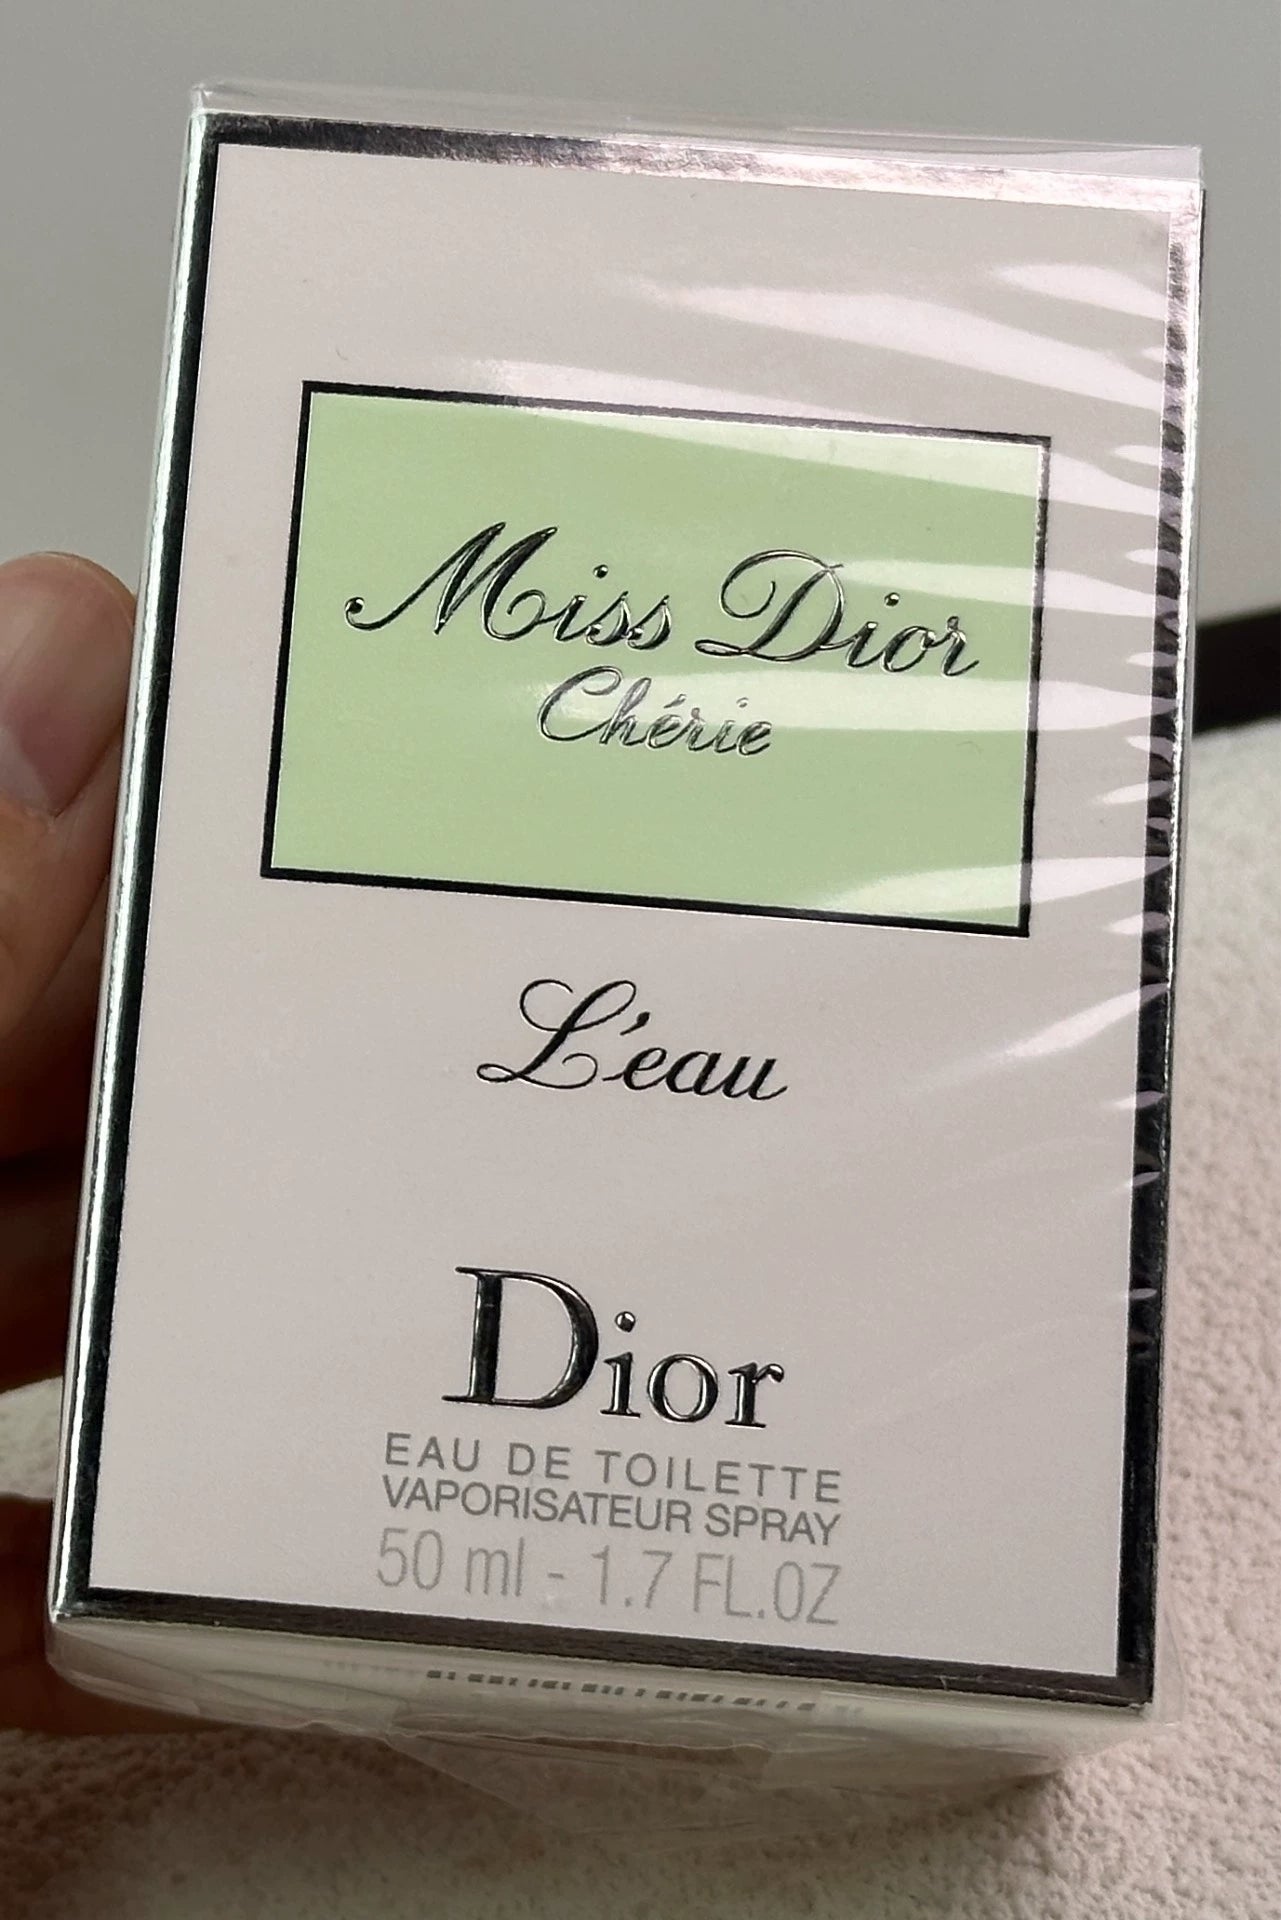 Miss Dior
Chérie
L'eau
Dior
EAU DE TOILETTE
VAPORISATEUR SPRAY
50 ml - 1.7 FL.OZ